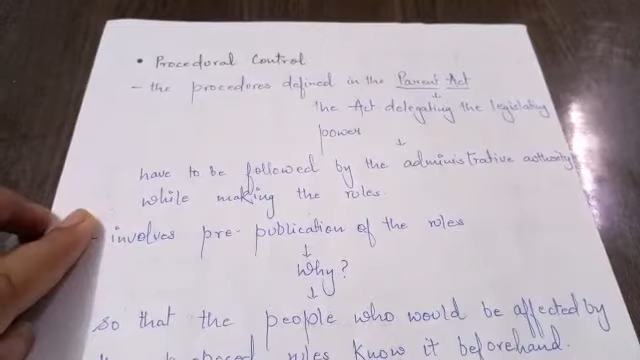 • Procedural Control
- the procedures defined in the Parent Act
↓
the Act delegating the legislating
power
↓
have to be followed by the administrative authority
while making the rules.
- involves pre-publication of the rules
↓
Why?
↓
so that the people who would be affected by
rules know it beforehand.